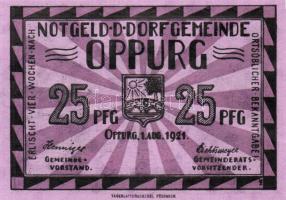 NOTGELD·D·DORFGEMEINDE
OPPURG
ERLISCHT·VIER·WOCHEN·NACH·
ORTSÜBLICHER·BEKANNTGABE·
25 PFG
25 PFG
OPPURG, 1. AUG. 1921.
GEMEINDE-
VORSTAND.
GEMEINDERATS-
VORSITZENDER.